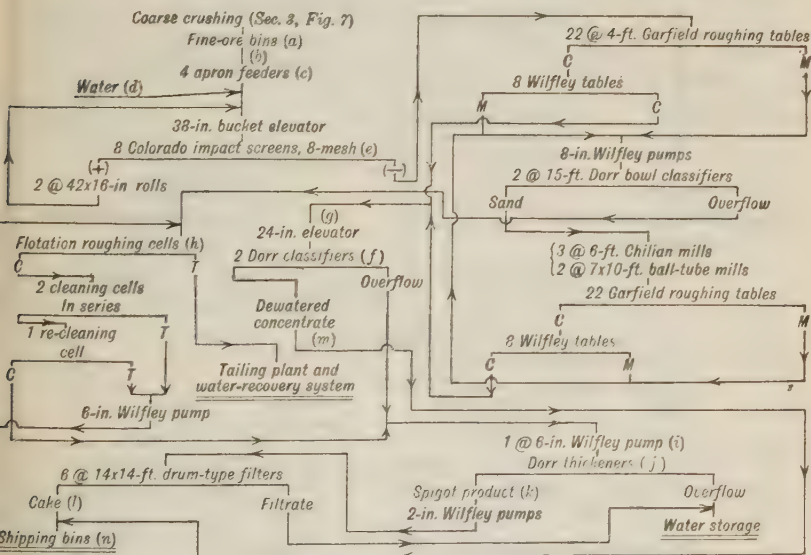 Coarse crushing (Sec. 3, Fig. 7)
Fine-ore bins (a)
(b)
4 apron feeders (c)
Water (d)
38-in. bucket elevator
8 Colorado impact screens, 8-mesh (e)
(+)
(-)
2 @ 42x16-in rolls
(g)
24-in. elevator
Flotation roughing cells (h)
2 Dorr classifiers (f)
C
T
Overflow
2 cleaning cells
In series
Dewatered
concentrate
(m)
1 re-cleaning
cell
T
C
T
Tailing plant and
water-recovery system
6-in. Wilfley pump
22 @ 4-ft. Garfield roughing tables
C
M
8 Wilfley tables
M
C
8-in. Wilfley pumps
2 @ 15-ft. Dorr bowl classifiers
Sand
Overflow
{3 @ 6-ft. Chilian mills
{2 @ 7x10-ft. ball-tube mills
22 Garfield roughing tables
C
M
8 Wilfley tables
C
M
1 @ 6-in. Wilfley pump (i)
Dorr thickeners (j)
6 @ 14x14-ft. drum-type filters
Cake (l)
Filtrate
Spigot product (k)
Overflow
2-in. Wilfley pumps
Water storage
Shipping bins (n)